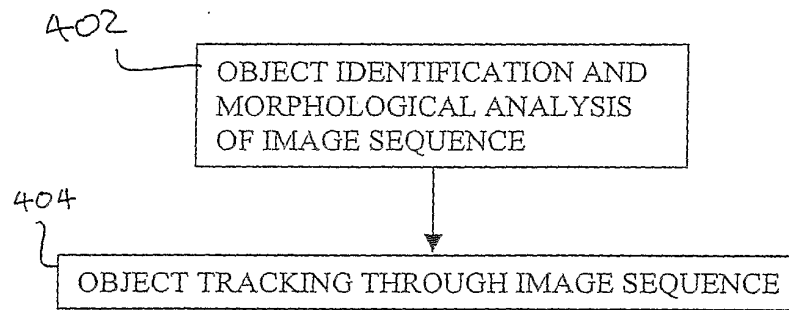 402
OBJECT IDENTIFICATION AND
MORPHOLOGICAL ANALYSIS
OF IMAGE SEQUENCE
404
OBJECT TRACKING THROUGH IMAGE SEQUENCE